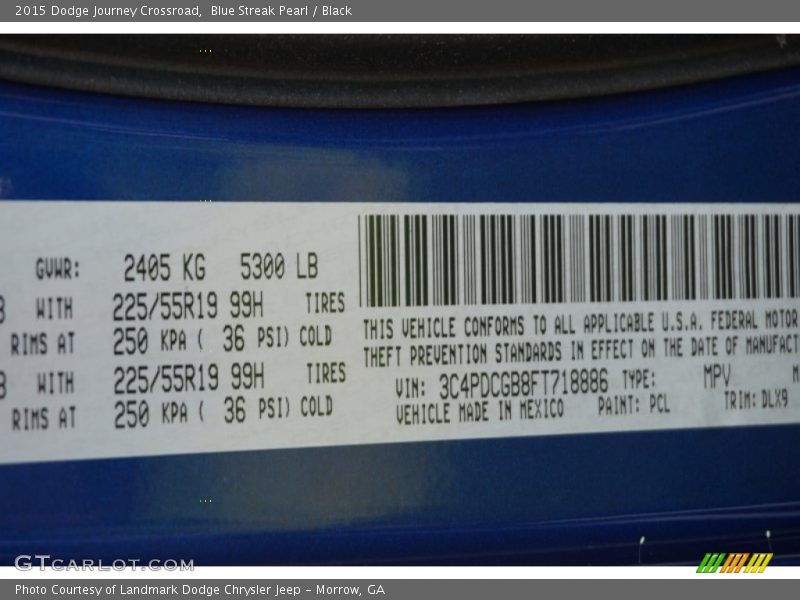 2015 Dodge Journey Crossroad,  Blue Streak Pearl / Black
GVWR: 2405 KG 5300 LB
WITH 225/55R19 99H TIRES
RIMS AT 250 KPA ( 36 PSI) COLD
WITH 225/55R19 99H TIRES
RIMS AT 250 KPA ( 36 PSI) COLD
THIS VEHICLE CONFORMS TO ALL APPLICABLE U.S.A. FEDERAL MOTOR
THEFT PREVENTION STANDARDS IN EFFECT ON THE DATE OF MANUFACT
VIN: 3C4PDCGB8FT718886 TYPE: MPV
VEHICLE MADE IN MEXICO PAINT: PCL TRIM: DLX9
GTCARLOT.COM
Photo Courtesy of Landmark Dodge Chrysler Jeep - Morrow, GA